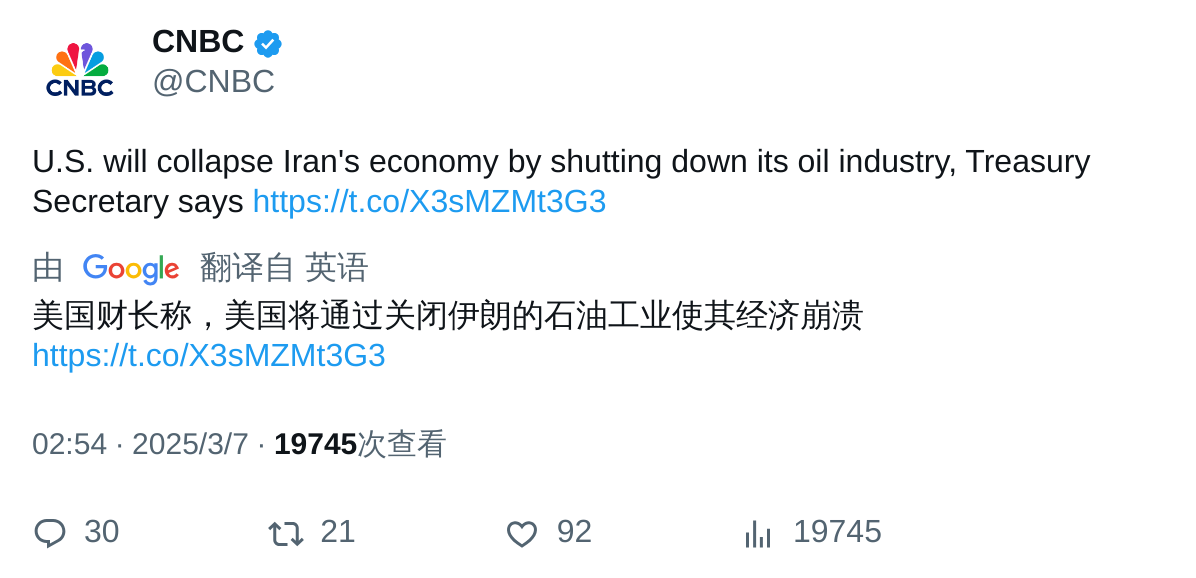 CNBC
CNBC
@CNBC
U.S. will collapse Iran's economy by shutting down its oil industry, Treasury
Secretary says https://t.co/X3sMZMt3G3
由 Google 翻译自 英语
美国财长称，美国将通过关闭伊朗的石油工业使其经济崩溃
https://t.co/X3sMZMt3G3
02:54 · 2025/3/7 · 19745次查看
30 21 92 19745